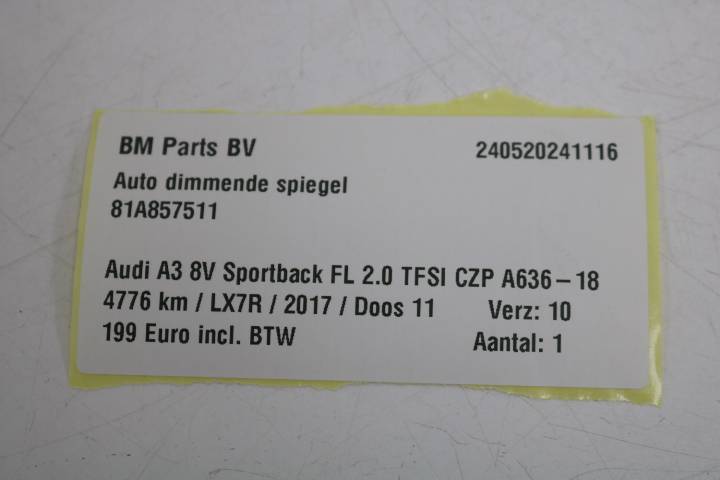 BM Parts BV 240520241116
Auto dimmende spiegel
81A857511
Audi A3 8V Sportback FL 2.0 TFSI CZP A636-18
4776 km / LX7R / 2017 / Doos 11 Verz: 10
199 Euro incl. BTW Aantal: 1